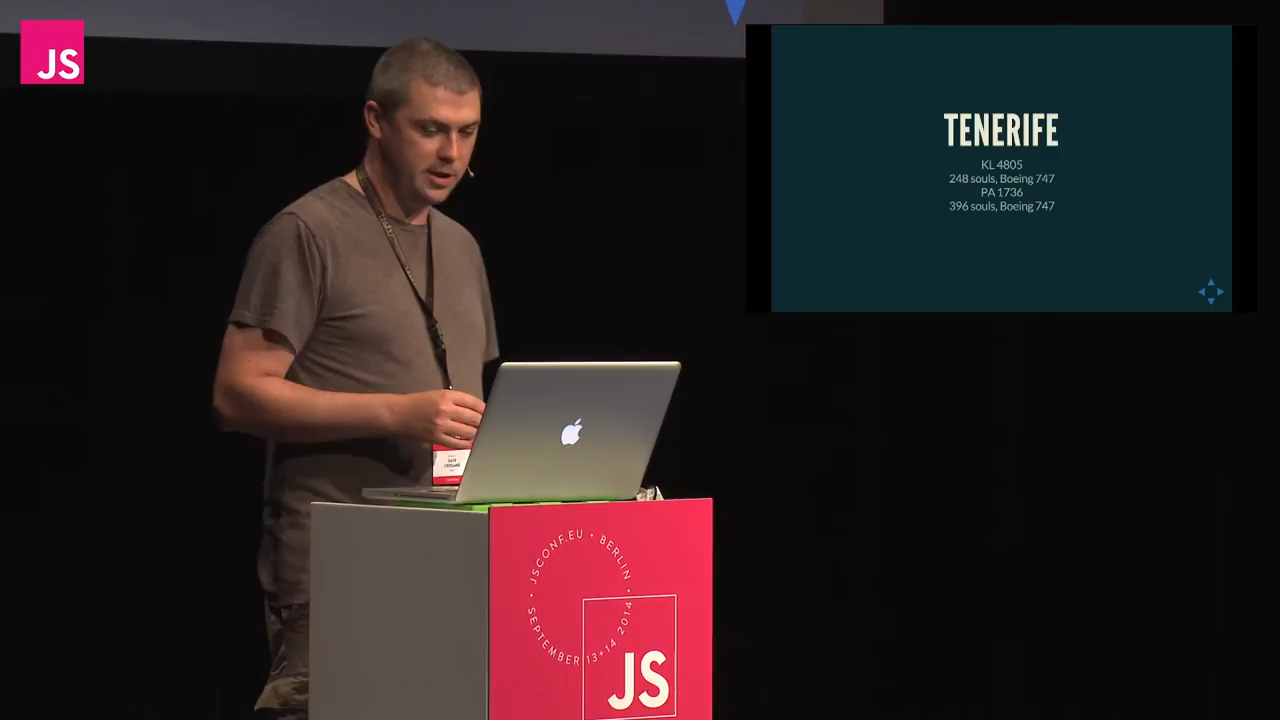 JS
TENERIFE
KL 4805
248 souls, Boeing 747
PA 1736
396 souls, Boeing 747
JSCONF.EU • BERLIN • SEPTEMBER 13+14 2014 •
JS